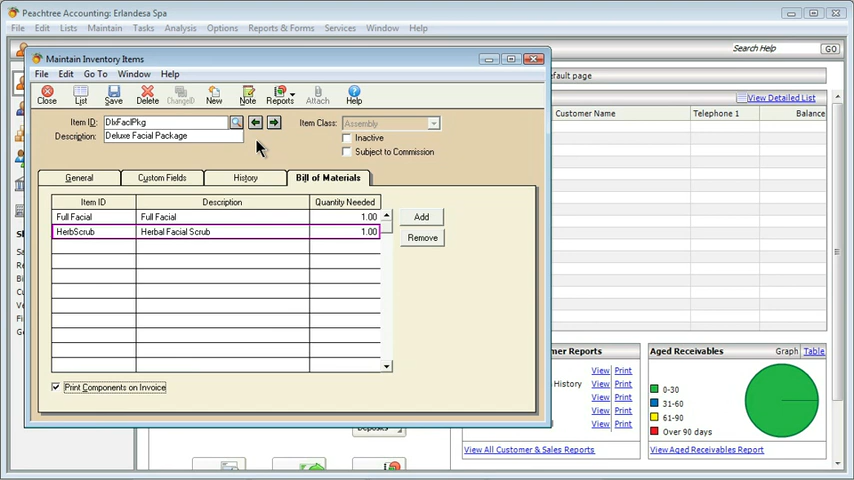 Peachtree Accounting: Erlandesa Spa
File Edit Lists Maintain Tasks Analysis Options Reports & Forms Services Window Help
Search Help GO
Maintain Inventory Items
File Edit Go To Window Help
Close List Save Delete ChangeID New Note Reports Attach Help
efault page
View Detailed List
Customer Name Telephone 1 Balance
Item ID: DlxFaclPkg
Item Class: Assembly
Description: Deluxe Facial Package
Inactive
Subject to Commission
General Custom Fields History Bill of Materials
Item ID Description Quantity Needed
Full Facial Full Facial 1.00
HerbScrub Herbal Facial Scrub 1.00
Add
Remove
Print Components on Invoice
mer Reports
View Print
History View Print
View Print
View Print
View Print
View All Customer & Sales Reports
Aged Receivables Graph Table
0-30
31-61
61-90
Over 90 days
View Aged Receivables Report
Deposits